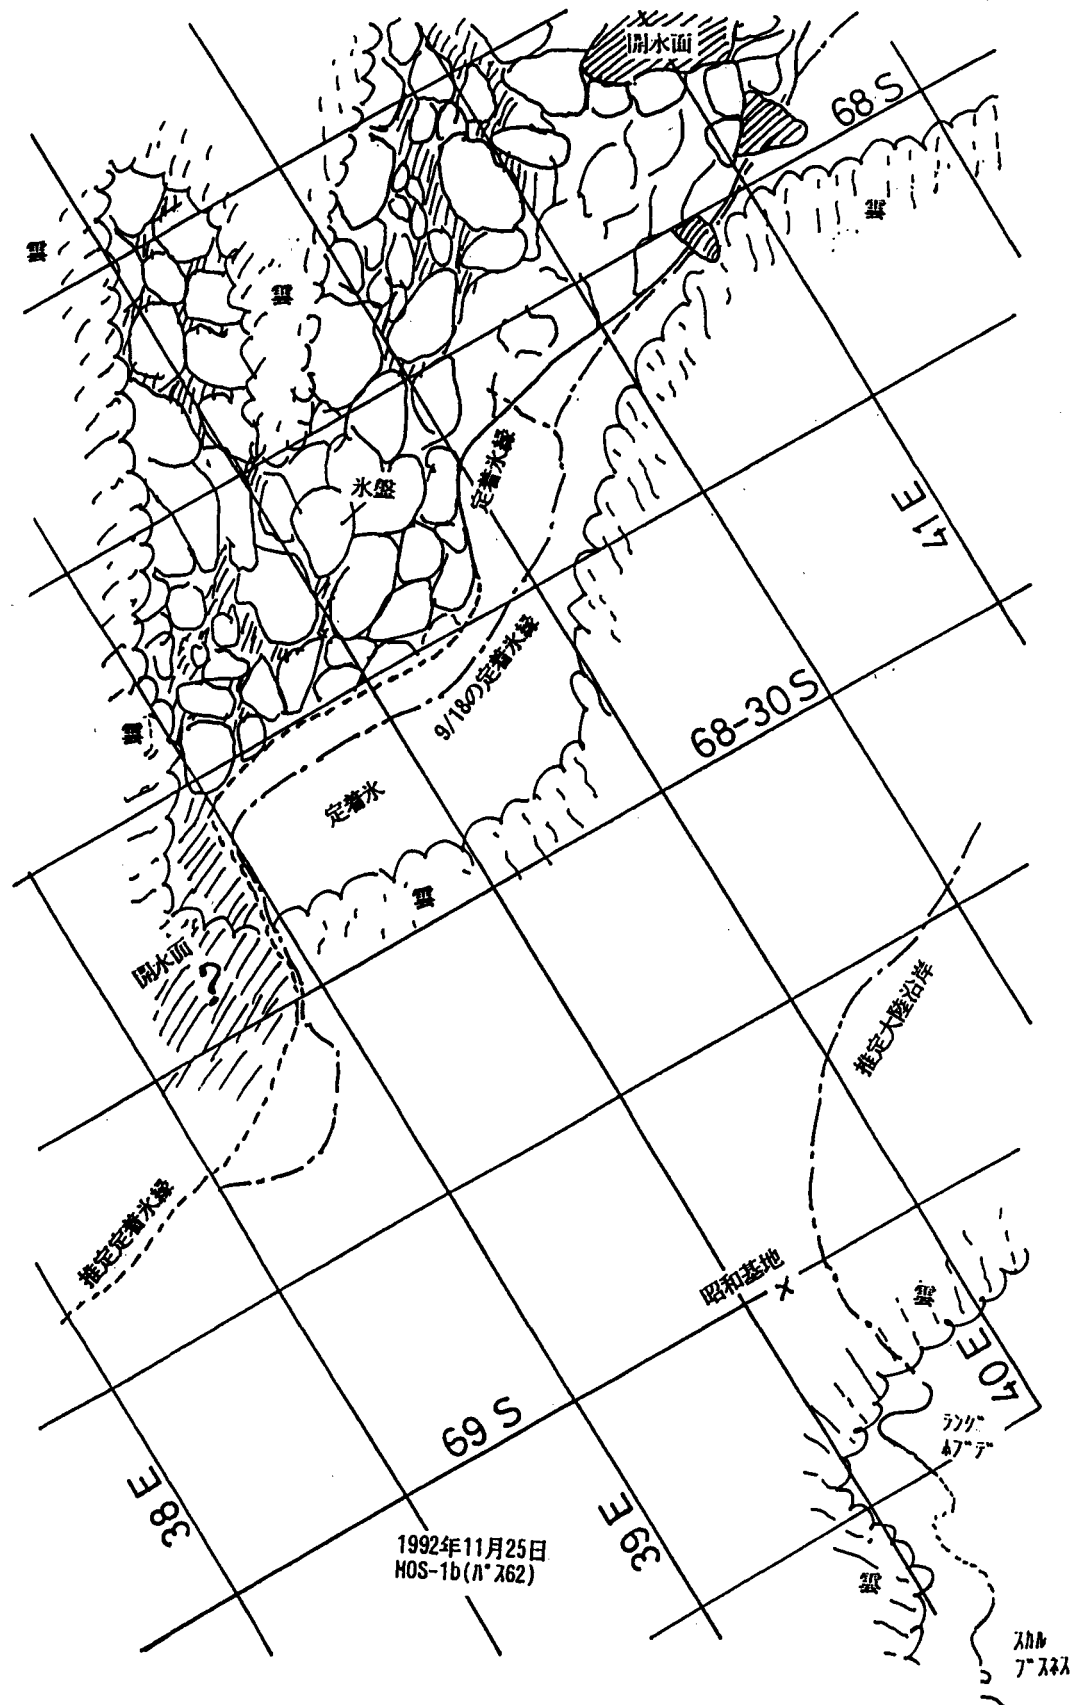 開水面
68 S
雲
雲
雲
氷盤
定着氷縁
41 E
9/18の定着氷縁
68-30 S
雲
定着氷
雲
開水面
?
推定大陸沿岸
推定定着氷縁
昭和基地
×
雲
40 E
69 S
ラング
ホブデ
38 E
39 E
1992年11月25日
MOS-1b(パス62)
雲
スカル
ブスネス